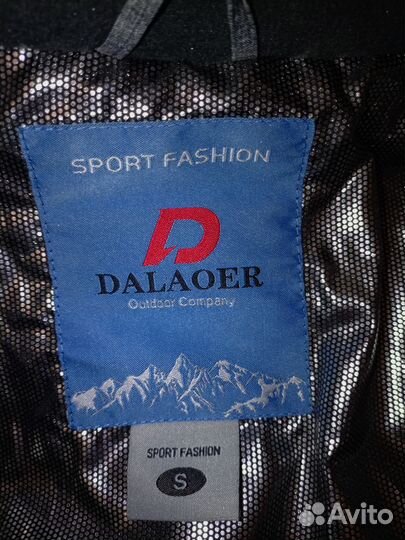 SPORT FASHION
D
DALAOER
Outdoor Company
SPORT FASHION
S
Avito